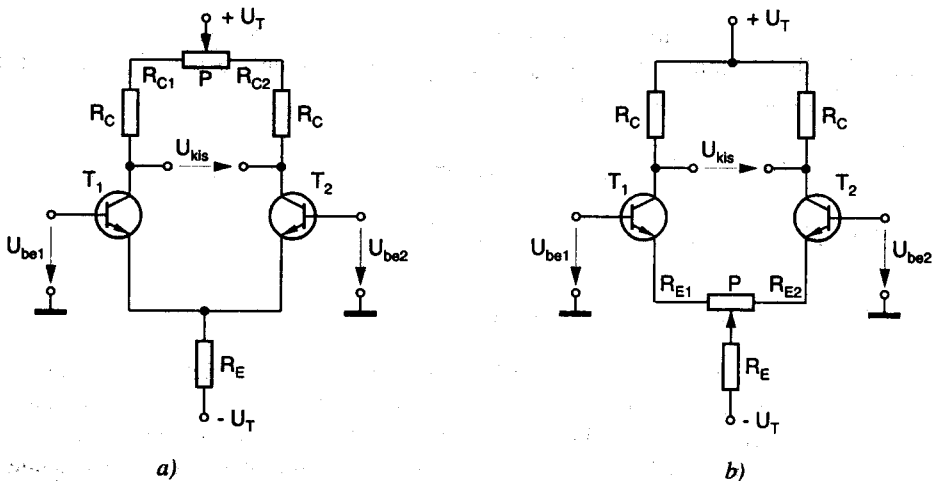 + U_T
R_C1 P R_C2
R_C R_C
U_kis
T_1 T_2
U_be1 U_be2
R_E
- U_T
a)
+ U_T
R_C R_C
U_kis
T_1 T_2
U_be1 U_be2
R_E1 P R_E2
R_E
- U_T
b)